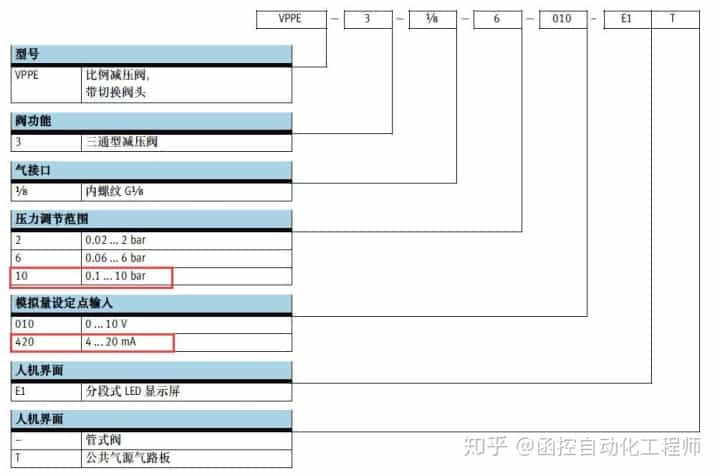 VPPE – 3 – ⅛ – 6 – 010 – E1 T
型号
VPPE 比例减压阀,
带切换阀头
阀功能
3 三通型减压阀
气接口
⅛ 内螺纹 G⅛
压力调节范围
2 0.02 ... 2 bar
6 0.06 ... 6 bar
10 0.1 ... 10 bar
模拟量设定点输入
010 0 ... 10 V
420 4 ... 20 mA
人机界面
E1 分段式 LED 显示屏
人机界面
– 管式阀
T 公共气源气路板
知乎 @函控自动化工程师